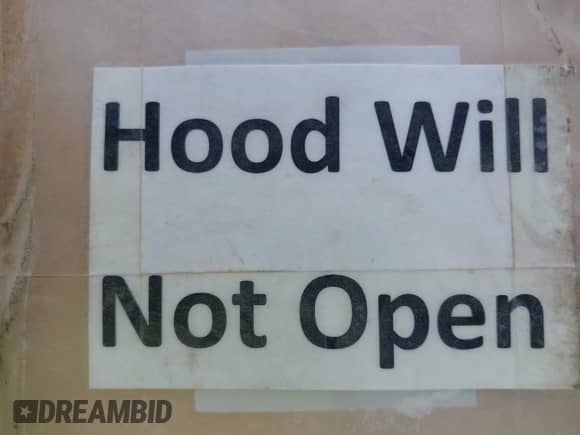 Hood Will
Not Open
DREAMBID